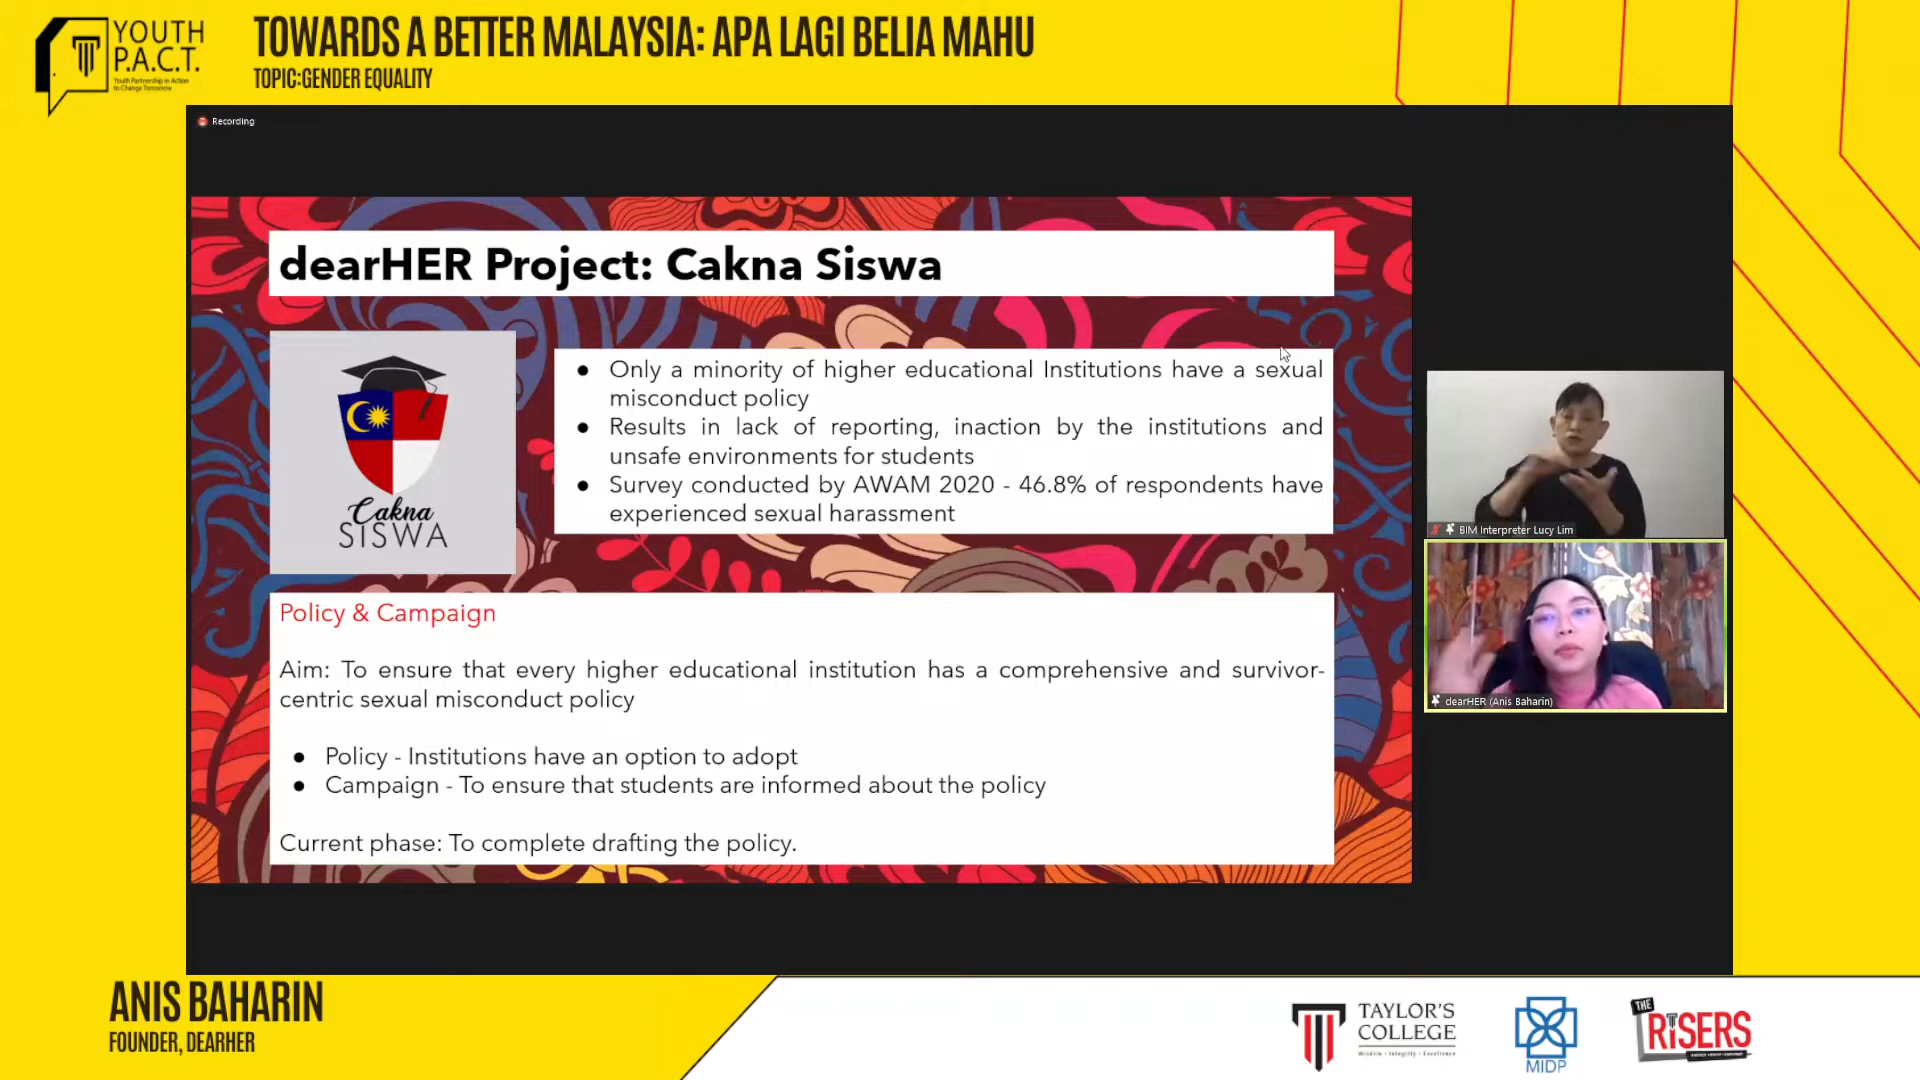 YOUTH
P.A.C.T.
Youth Partnership in Action
to Change Tomorrow
TOWARDS A BETTER MALAYSIA: APA LAGI BELIA MAHU
TOPIC:GENDER EQUALITY
Recording
dearHER Project: Cakna Siswa
Cakna
SISWA
● Only a minority of higher educational Institutions have a sexual
misconduct policy
● Results in lack of reporting, inaction by the institutions and
unsafe environments for students
● Survey conducted by AWAM 2020 - 46.8% of respondents have
experienced sexual harassment
Policy & Campaign
Aim: To ensure that every higher educational institution has a comprehensive and survivor-
centric sexual misconduct policy
● Policy - Institutions have an option to adopt
● Campaign - To ensure that students are informed about the policy
Current phase: To complete drafting the policy.
BIM Interpreter Lucy Lim
dearHER (Anis Baharin)
ANIS BAHARIN
FOUNDER, DEARHER
TAYLOR'S
COLLEGE
Wisdom · Integrity · Excellence
MIDP
THE
RISERS